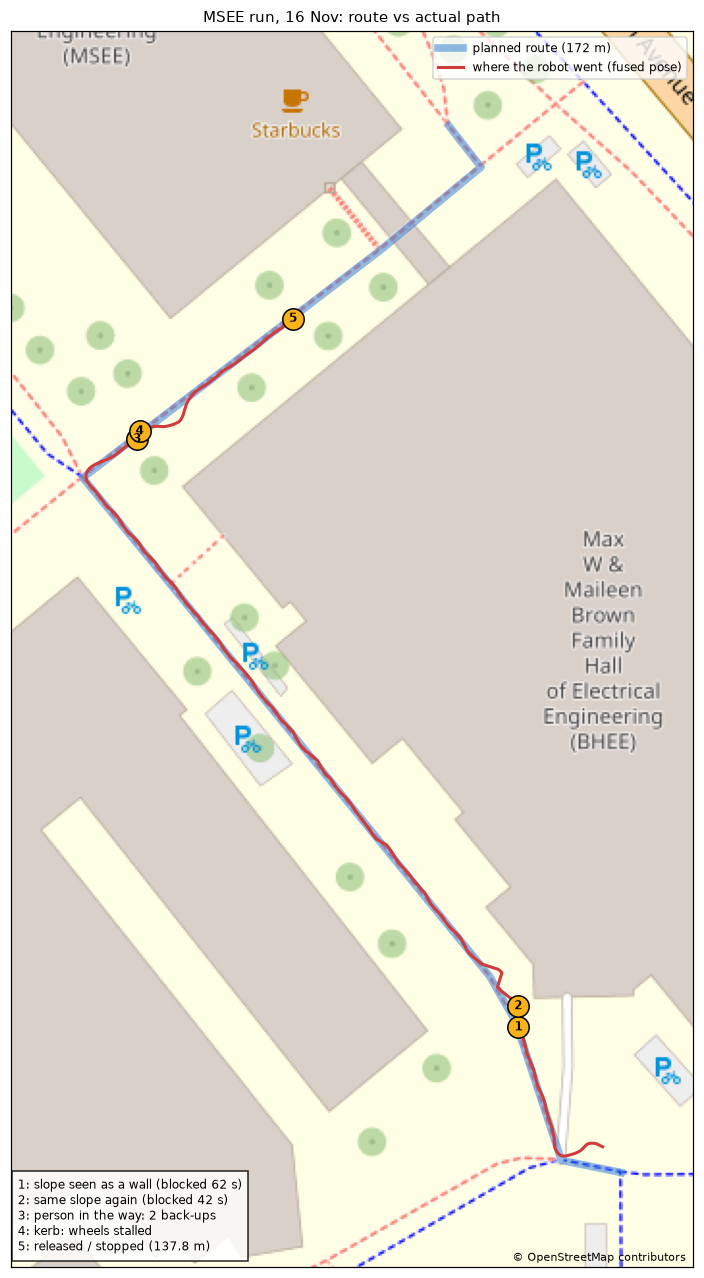 MSEE run, 16 Nov: route vs actual path
Engineering
(MSEE)
planned route (172 m)
where the robot went (fused pose)
Avenue
Starbucks
P
P
5
4
3
P
P
P
Max
W &
Maileen
Brown
Family
Hall
of Electrical
Engineering
(BHEE)
2
1
P
1: slope seen as a wall (blocked 62 s)
2: same slope again (blocked 42 s)
3: person in the way: 2 back-ups
4: kerb: wheels stalled
5: released / stopped (137.8 m)
© OpenStreetMap contributors